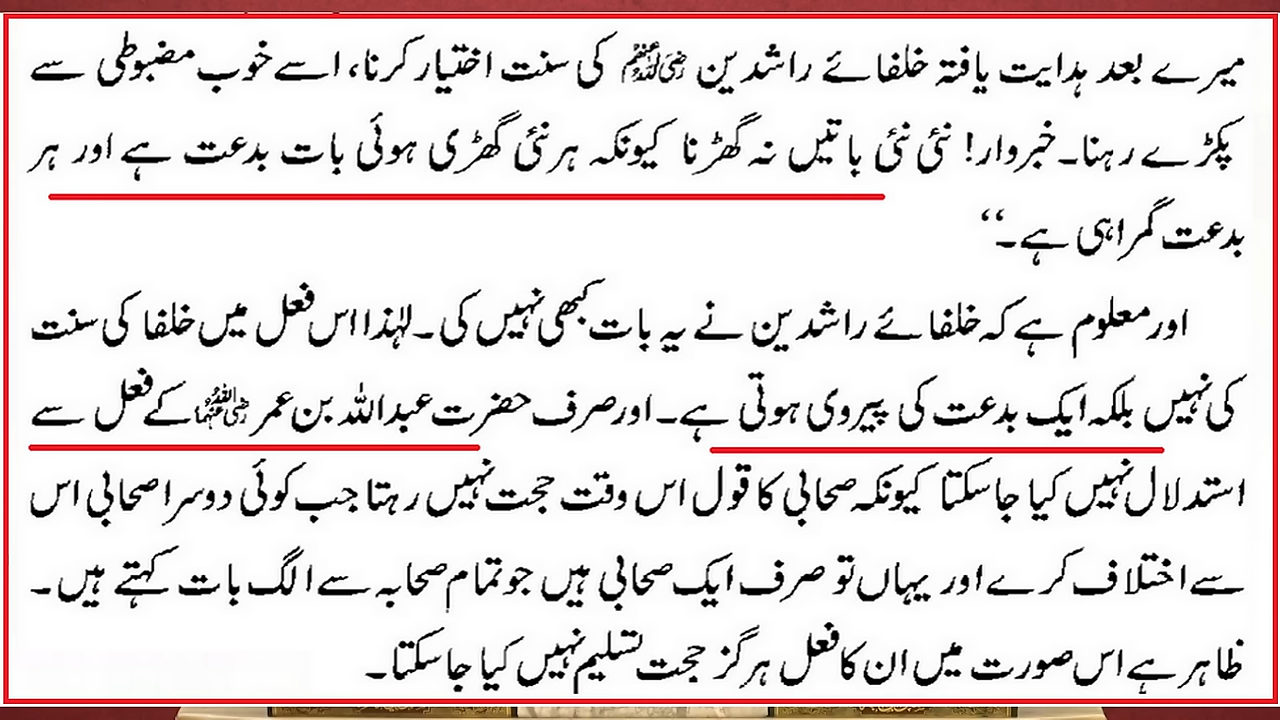 میرے بعد ہدایت یافتہ خلفائے راشدین رضی اللہ عنہم کی سنت اختیار کرنا، اسے خوب مضبوطی سے
پکڑے رہنا۔ خبروار! نئی نئی باتیں نہ گھڑنا کیونکہ ہر نئی گھڑی ہوئی بات بدعت ہے اور ہر
بدعت گمراہی ہے۔‘‘
اور معلوم ہے کہ خلفائے راشدین نے یہ بات کبھی نہیں کی۔ لہٰذا اس فعل میں خلفا کی سنت
کی نہیں بلکہ ایک بدعت کی پیروی ہوتی ہے۔ اور صرف حضرت عبداللہ بن عمر رضی اللہ عنہما کے فعل سے
استدلال نہیں کیا جا سکتا کیونکہ صحابی کا قول اس وقت حجت نہیں رہتا جب کوئی دوسرا صحابی اس
سے اختلاف کرے اور یہاں تو صرف ایک صحابی ہیں جو تمام صحابہ سے الگ بات کہتے ہیں۔
ظاہر ہے اس صورت میں ان کا فعل ہرگز حجت تسلیم نہیں کیا جا سکتا۔